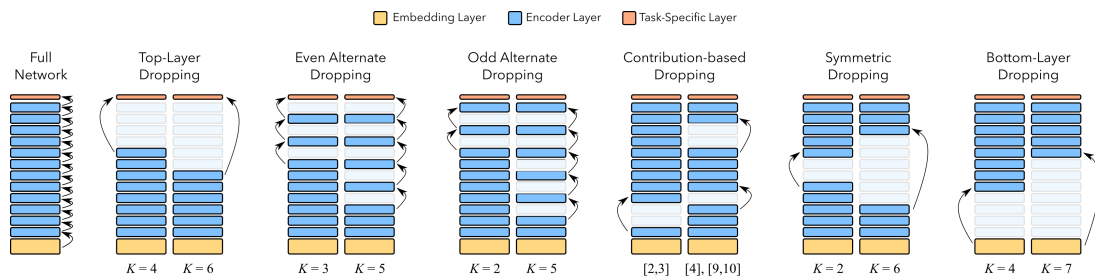 Embedding Layer
Encoder Layer
Task-Specific Layer
Full
Network
Top-Layer
Dropping
Even Alternate
Dropping
Odd Alternate
Dropping
Contribution-based
Dropping
Symmetric
Dropping
Bottom-Layer
Dropping
K = 4
K = 6
K = 3
K = 5
K = 2
K = 5
[2,3]
[4], [9,10]
K = 2
K = 6
K = 4
K = 7